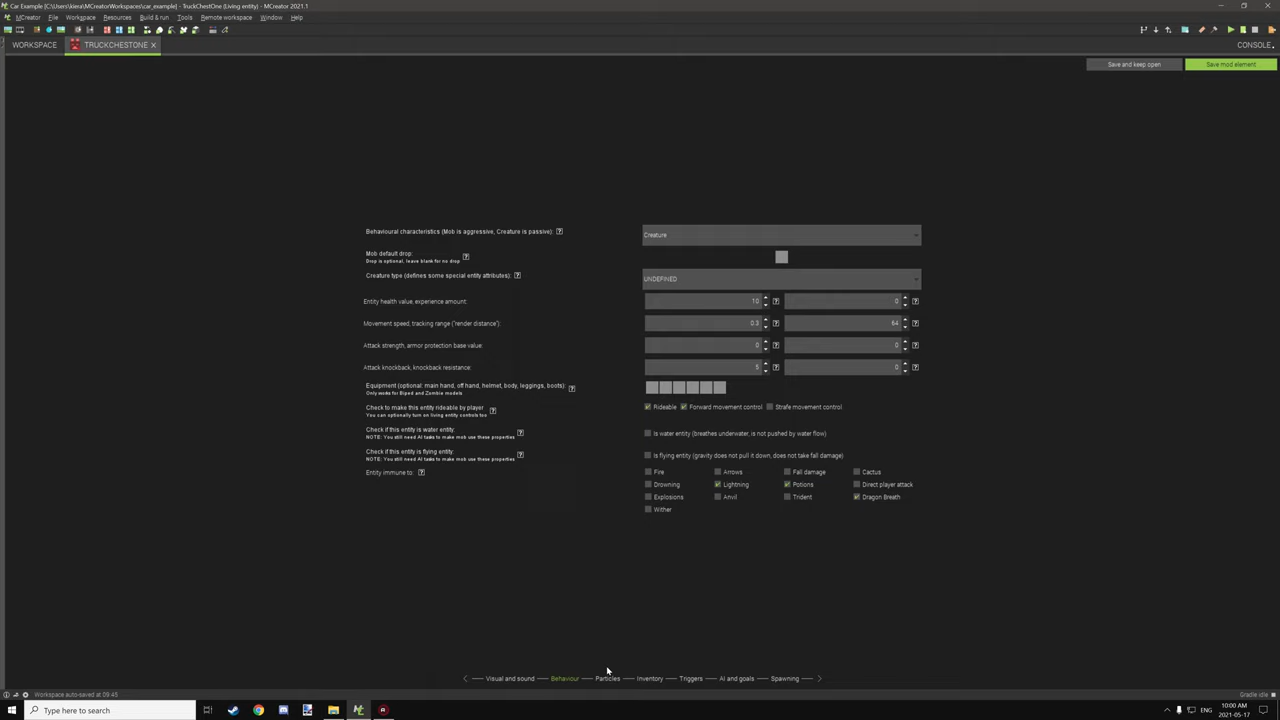 Car Example [C:\Users\kiera\MCreatorWorkspaces\car_example] - TruckChestOne (Living entity) - MCreator 2021.1
MCreator File Workspace Resources Build & run Tools Remote workspace Window Help
WORKSPACE TRUCKCHESTONE CONSOLE
Save and keep open Save mod element
Behavioural characteristics (Mob is aggressive, Creature is passive): ? Creature
Mob default drop: ?
Drop is optional, leave blank for no drop
Creature type (defines some special entity attributes): ? UNDEFINED
Entity health value, experience amount: 10 ? 0 ?
Movement speed, tracking range ("render distance"): 0.3 ? 64 ?
Attack strength, armor protection base value: 0 ? 0 ?
Attack knockback, knockback resistance: 5 ? 0 ?
Equipment (optional: main hand, off hand, helmet, body, leggings, boots): ?
Only works for Biped and Zombie models
Check to make this entity rideable by player ? Rideable Forward movement control Strafe movement control
You can optionally turn on living entity controls too
Check if this entity is water entity: ? Is water entity (breathes underwater, is not pushed by water flow)
NOTE: You still need AI tasks to make mob use these properties
Check if this entity is flying entity: ? Is flying entity (gravity does not pull it down, does not take fall damage)
NOTE: You still need AI tasks to make mob use these properties
Entity immune to: ? Fire Arrows Fall damage Cactus
Drowning Lightning Potions Direct player attack
Explosions Anvil Trident Dragon Breath
Wither
Visual and sound Behaviour Particles Inventory Triggers AI and goals Spawning
Workspace auto-saved at 09:45 Gradle idle
Type here to search ENG 10:00 AM
2021-05-17